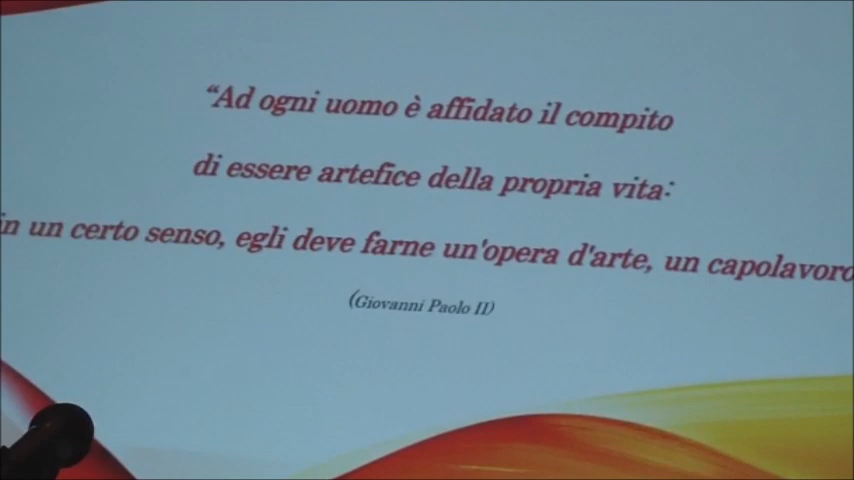 “Ad ogni uomo è affidato il compito
di essere artefice della propria vita:
in un certo senso, egli deve farne un'opera d'arte, un capolavoro
(Giovanni Paolo II)